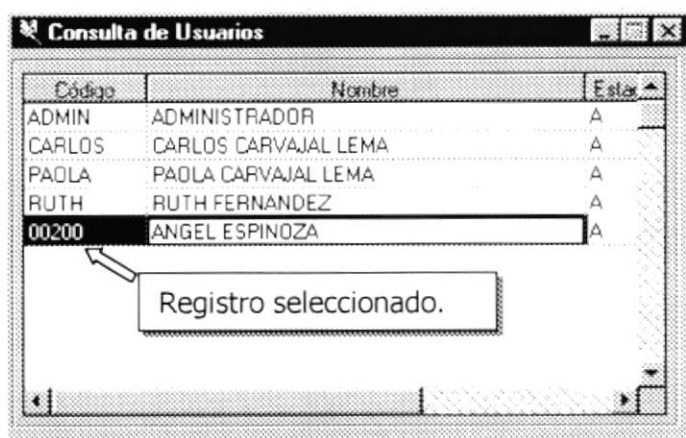 Consulta de Usuarios
Código Nombre Estad
ADMIN ADMINISTRADOR A
CARLOS CARLOS CARVAJAL LEMA A
PAOLA PAOLA CARVAJAL LEMA A
RUTH RUTH FERNANDEZ A
00200 ANGEL ESPINOZA A
Registro seleccionado.